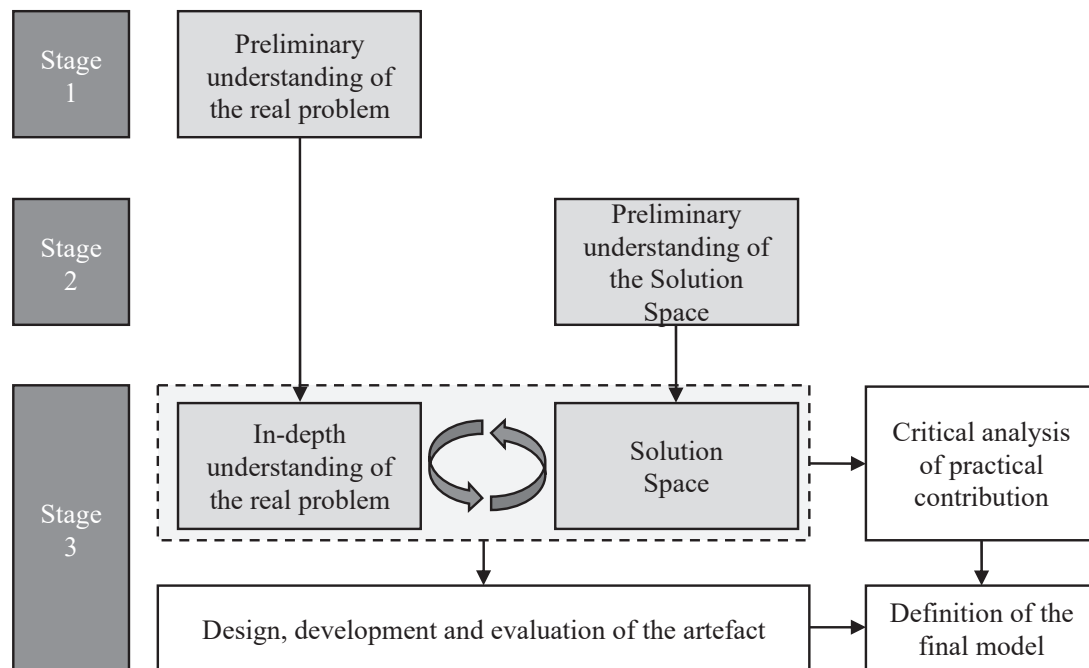 Stage
1
Preliminary
understanding of
the real problem
Stage
2
Preliminary
understanding of
the Solution
Space
Stage
3
In-depth
understanding of
the real problem
Solution
Space
Critical analysis
of practical
contribution
Design, development and evaluation of the artefact
Definition of the
final model